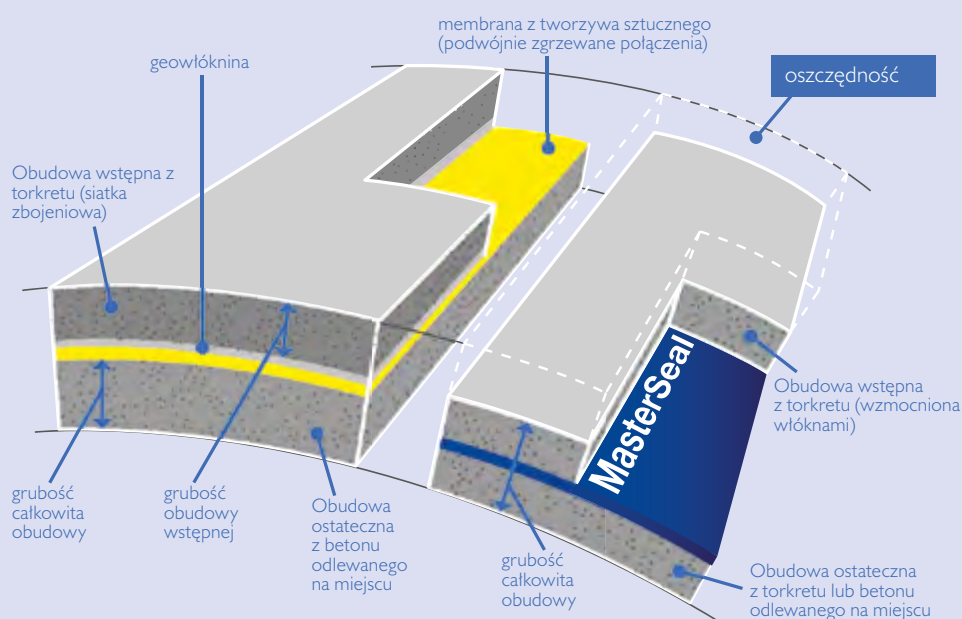 membrana z tworzywa sztucznego
(podwójnie zgrzewane połączenia)
geowłóknina
oszczędność
Obudowa wstępna z
torkretu (siatka
zbojeniowa)
MasterSeal
Obudowa wstępna
z torkretu (wzmocniona
włóknami)
grubość
całkowita
obudowy
grubość
obudowy
wstępnej
Obudowa
ostateczna
z betonu
odlewanego
na miejscu
grubość
całkowita
obudowy
Obudowa ostateczna
z torkretu lub betonu
odlewanego na miejscu